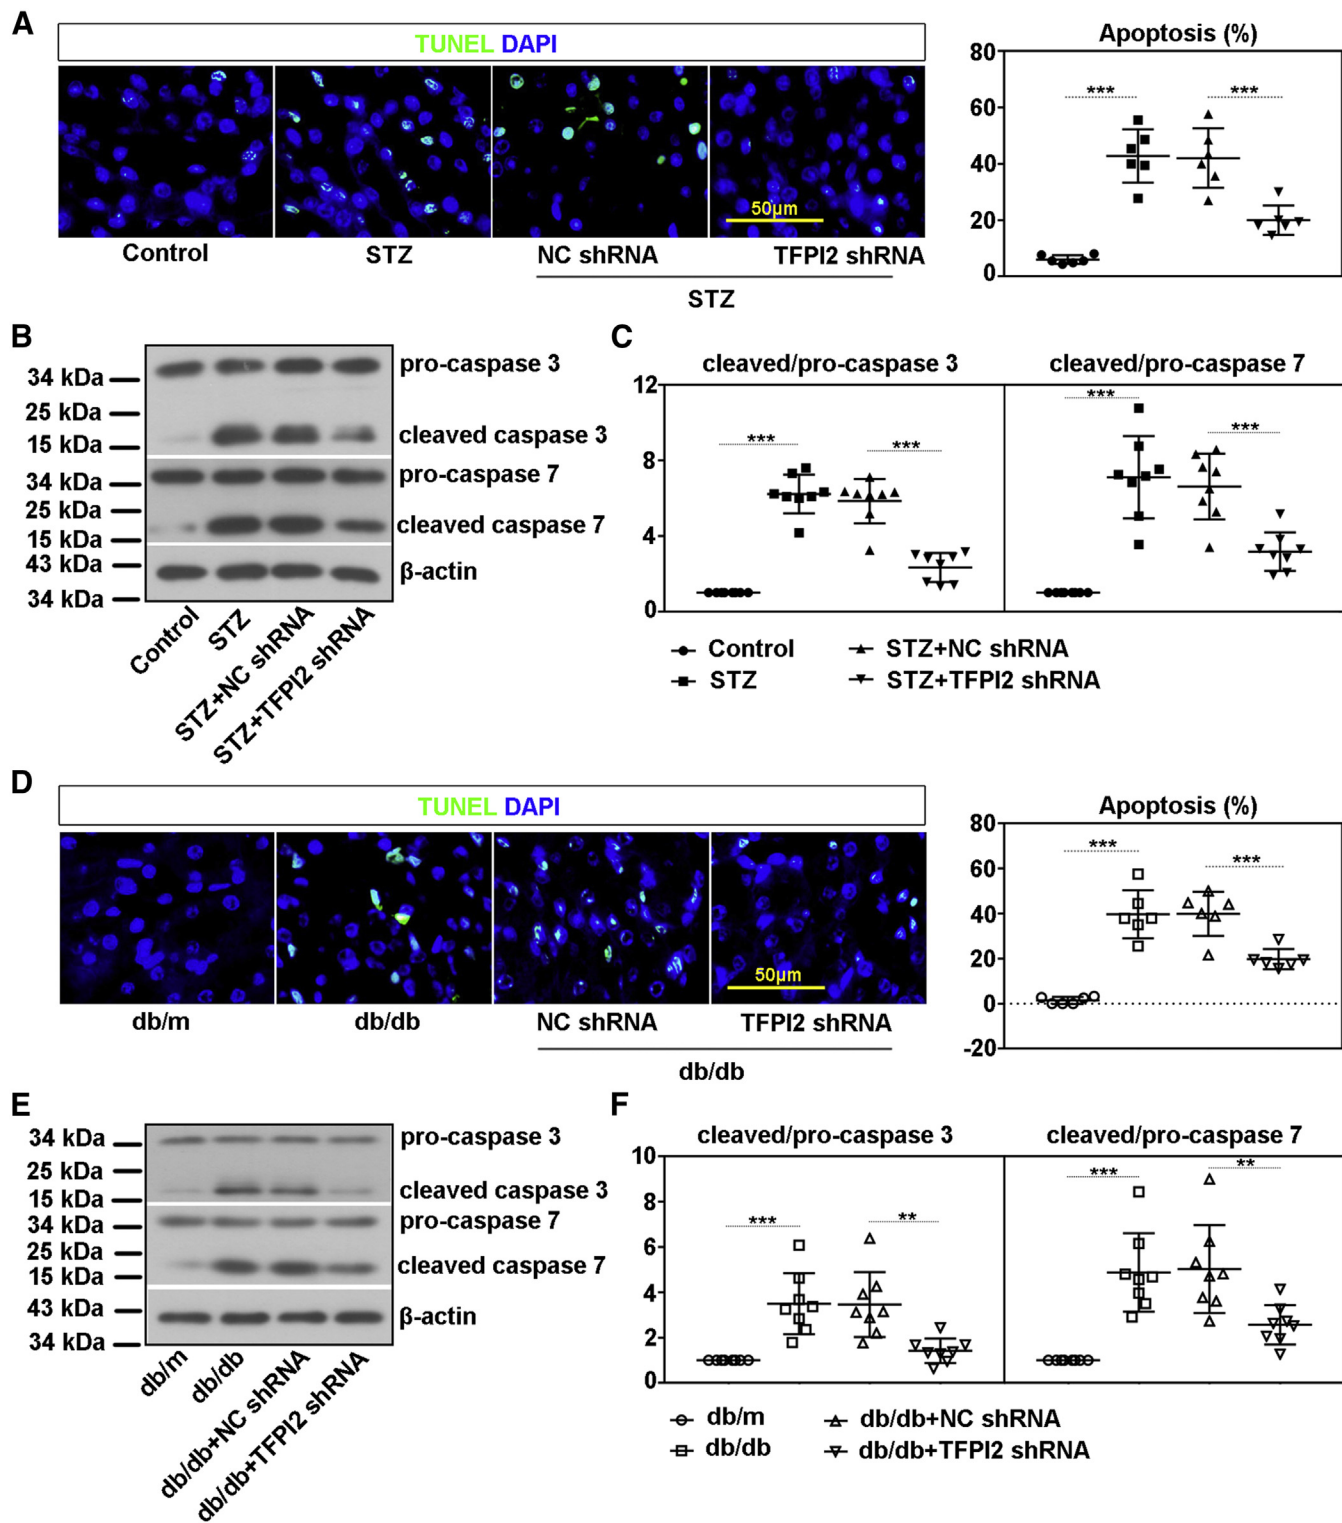 A
TUNEL DAPI
50μm
Control STZ NC shRNA TFPI2 shRNA
STZ
Apoptosis (%)
80
60
40
20
0
***
***
B
34 kDa
25 kDa
15 kDa
34 kDa
25 kDa
15 kDa
43 kDa
34 kDa
pro-caspase 3
cleaved caspase 3
pro-caspase 7
cleaved caspase 7
β-actin
Control
STZ
STZ+NC shRNA
STZ+TFPI2 shRNA
C
cleaved/pro-caspase 3
cleaved/pro-caspase 7
12
8
4
0
***
***
***
***
Control
STZ
STZ+NC shRNA
STZ+TFPI2 shRNA
D
TUNEL DAPI
50μm
db/m db/db NC shRNA TFPI2 shRNA
db/db
Apoptosis (%)
80
60
40
20
0
-20
***
***
E
34 kDa
25 kDa
15 kDa
34 kDa
25 kDa
15 kDa
43 kDa
34 kDa
pro-caspase 3
cleaved caspase 3
pro-caspase 7
cleaved caspase 7
β-actin
db/m
db/db
db/db+NC shRNA
db/db+TFPI2 shRNA
F
cleaved/pro-caspase 3
cleaved/pro-caspase 7
10
8
6
4
2
0
***
**
***
**
db/m
db/db
db/db+NC shRNA
db/db+TFPI2 shRNA